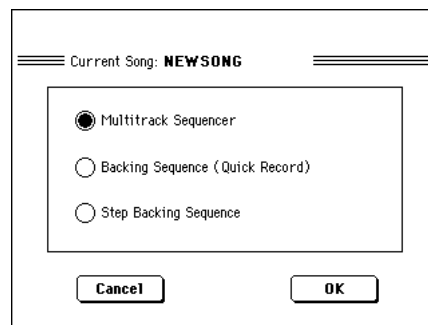 Current Song: NEWSONG
Multitrack Sequencer
Backing Sequence (Quick Record)
Step Backing Sequence
Cancel OK